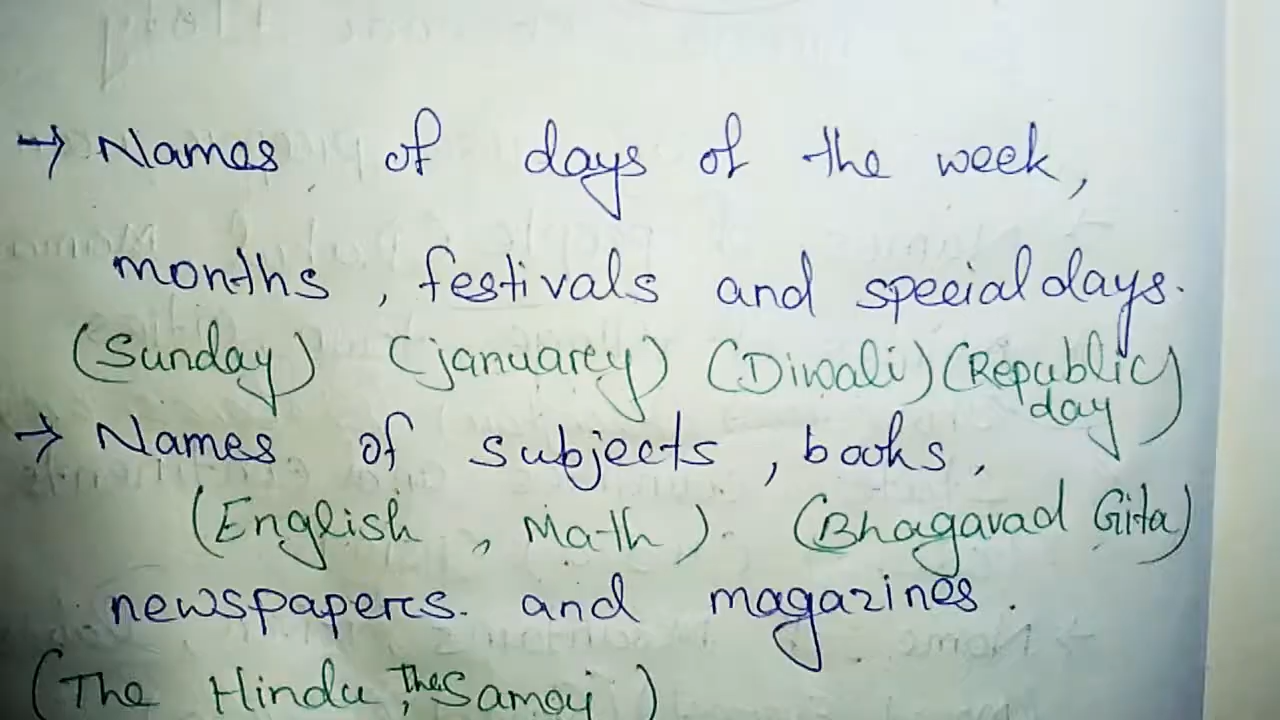 → Names of days of the week,
months, festivals and special days.
(Sunday) (january) (Diwali) (Republic
day)
→ Names of subjects, books,
(English, Math). (Bhagavad Gita)
newspapers. and magazines.
(The Hindu, The Samaj)